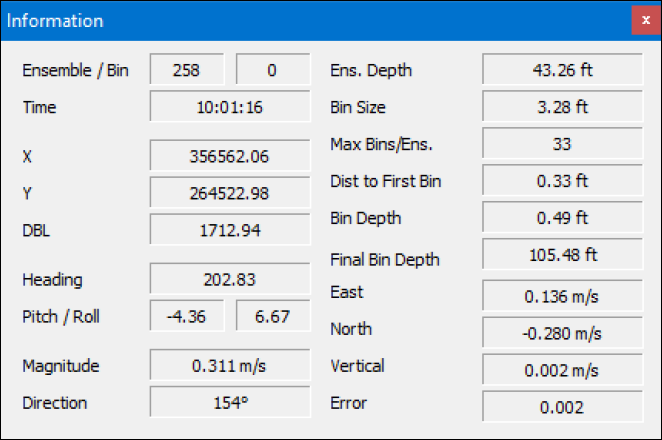 Information x
Ensemble / Bin 258 0 Ens. Depth 43.26 ft
Time 10:01:16 Bin Size 3.28 ft
Max Bins/Ens. 33
X 356562.06
Y 264522.98 Dist to First Bin 0.33 ft
DBL 1712.94 Bin Depth 0.49 ft
Final Bin Depth 105.48 ft
Heading 202.83 East 0.136 m/s
Pitch / Roll -4.36 6.67 North -0.280 m/s
Magnitude 0.311 m/s Vertical 0.002 m/s
Direction 154° Error 0.002